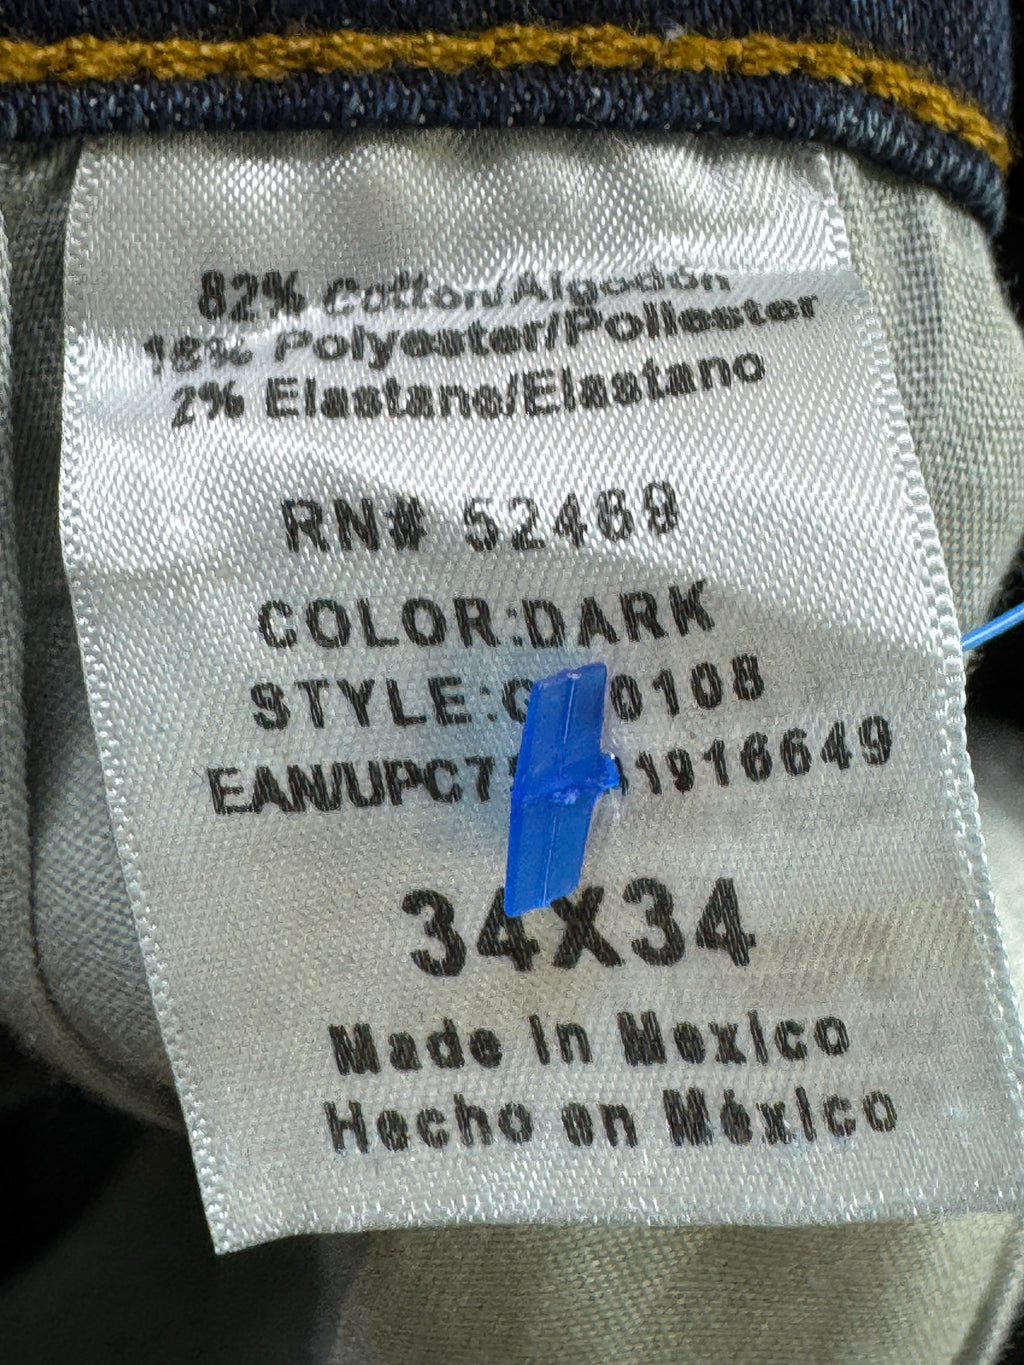 82% Cotton/Algodón
16% Polyester/Poliester
2% Elastane/Elastano
RN# 52469
COLOR:DARK
STYLE:
34X34
Made in Mexico
Hecho en México